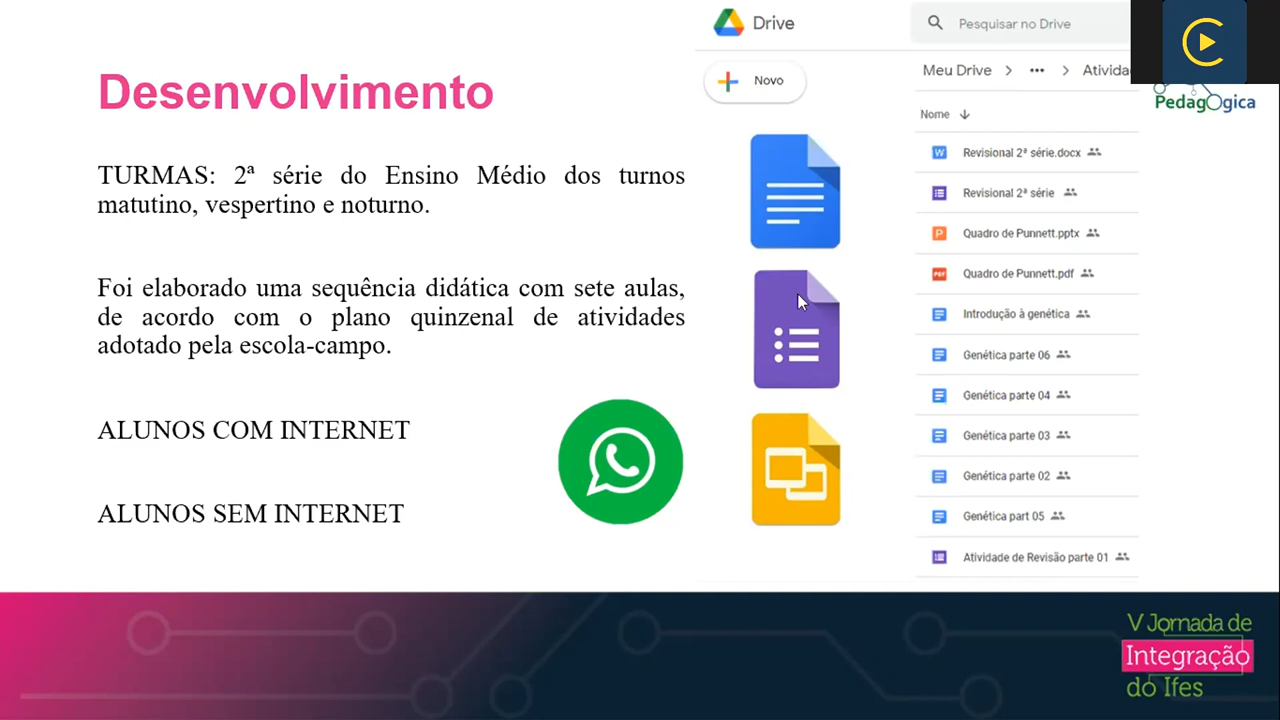 Desenvolvimento
TURMAS: 2ª série do Ensino Médio dos turnos
matutino, vespertino e noturno.
Foi elaborado uma sequência didática com sete aulas,
de acordo com o plano quinzenal de atividades
adotado pela escola-campo.
ALUNOS COM INTERNET
ALUNOS SEM INTERNET
Drive
Pesquisar no Drive
Novo
Meu Drive > ••• > Ativida
Nome
W Revisional 2ª série.docx
Revisional 2ª série
P Quadro de Punnett.pptx
PDF Quadro de Punnett.pdf
Introdução à genética
Genética parte 06
Genética parte 04
Genética parte 03
Genética parte 02
Genética part 05
Atividade de Revisão parte 01
Pedagógica
V Jornada de
Integração
do Ifes